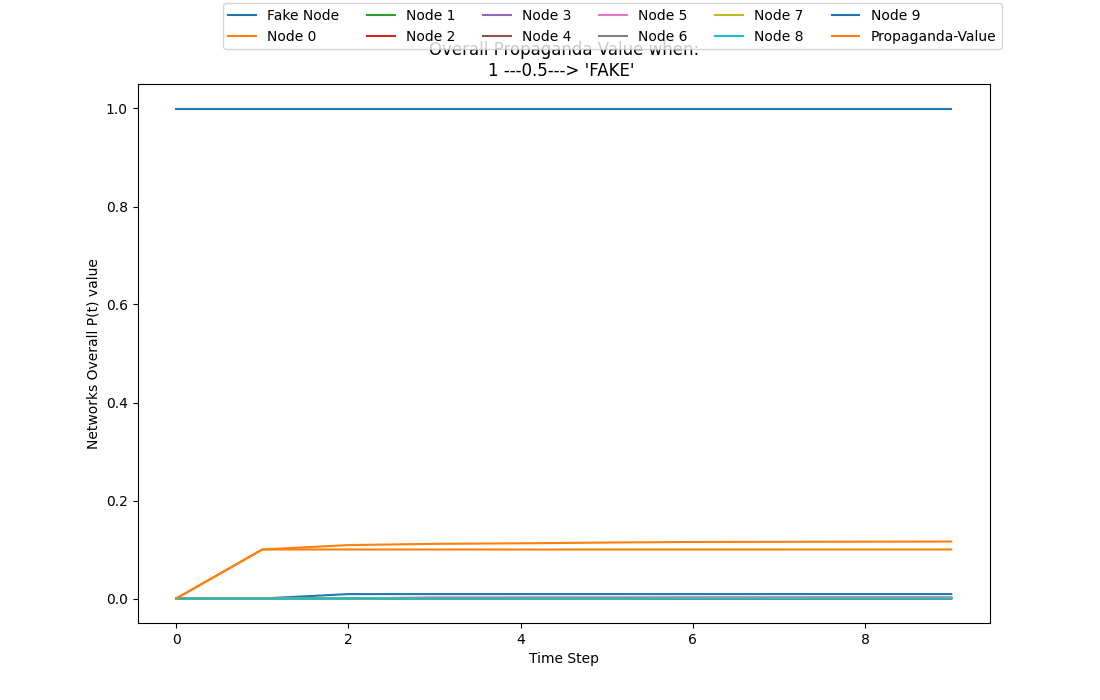 Fake Node Node 1 Node 3 Node 5 Node 7 Node 9
Node 0 Node 2 Node 4 Node 6 Node 8 Propaganda-Value
Overall Propaganda Value when:
1 ---0.5---> 'FAKE'
1.0
0.8
0.6
0.4
0.2
0.0
Networks Overall P(t) value
0 2 4 6 8
Time Step